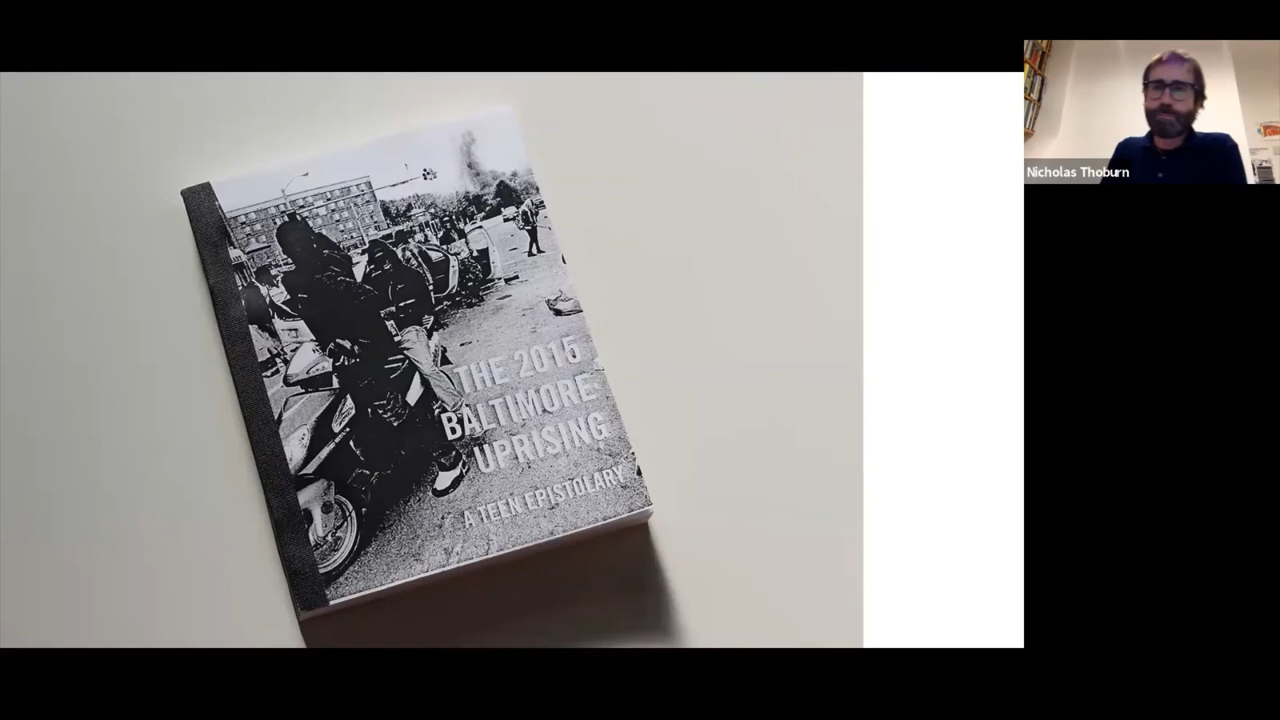 THE 2015
BALTIMORE
UPRISING
A TEEN EPISTOLARY
Nicholas Thoburn